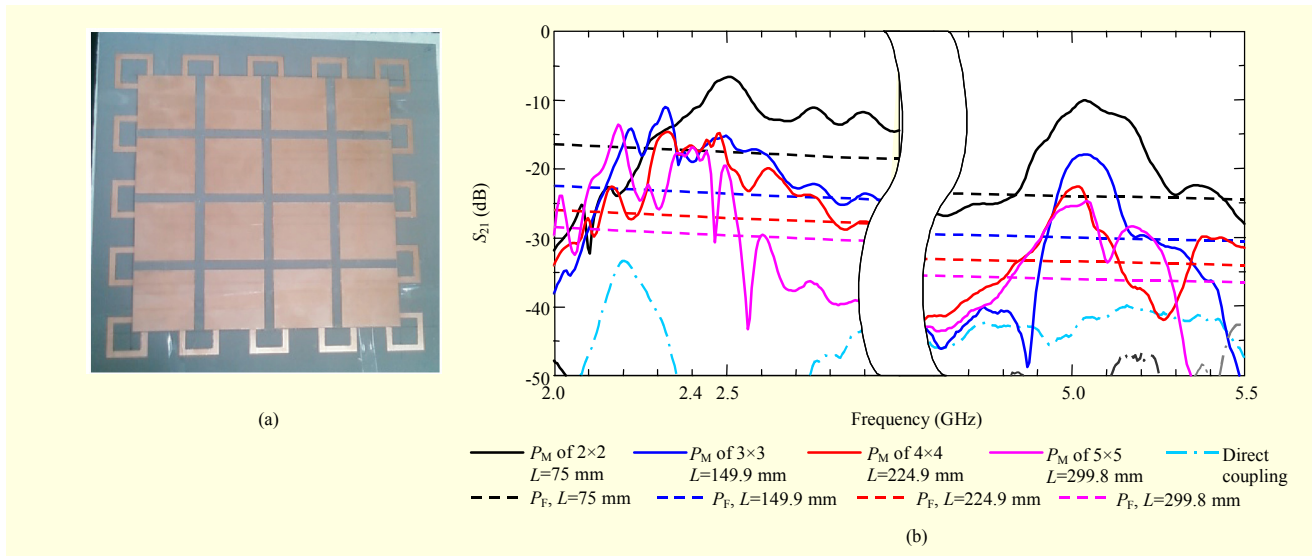 0
-10
-20
-30
-40
-50
S21 (dB)
2.0 2.4 2.5 5.0 5.5
Frequency (GHz)
(a)
PM of 2×2
L=75 mm
PM of 3×3
L=149.9 mm
PM of 4×4
L=224.9 mm
PM of 5×5
L=299.8 mm
Direct
coupling
PF, L=75 mm
PF, L=149.9 mm
PF, L=224.9 mm
PF, L=299.8 mm
(b)